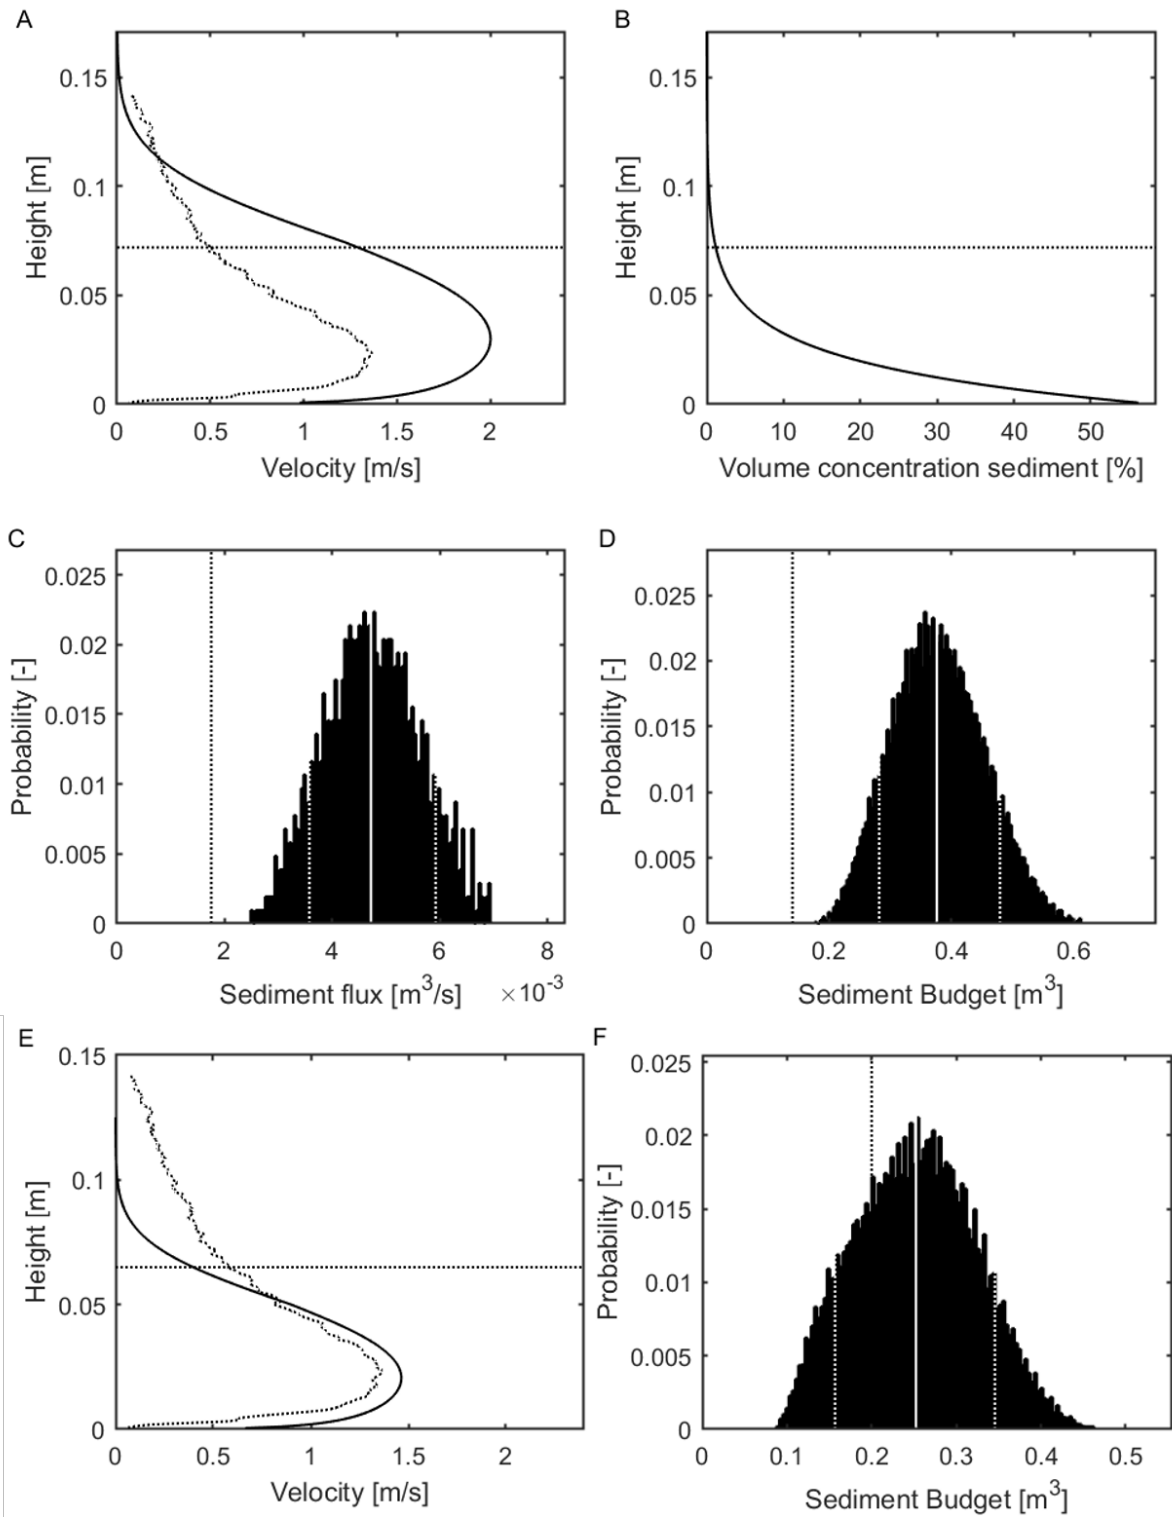 A
B
0.15
0.1
0.05
0
0 0.5 1 1.5 2
Height [m]
Velocity [m/s]
0.15
0.1
0.05
0
0 10 20 30 40 50
Height [m]
Volume concentration sediment [%]
C
D
0.025
0.02
0.015
0.01
0.005
0
0 2 4 6 8
Probability [-]
Sediment flux [m³/s] ×10⁻³
0.025
0.02
0.015
0.01
0.005
0
0 0.2 0.4 0.6
Probability [-]
Sediment Budget [m³]
E
F
0.15
0.1
0.05
0
0 0.5 1 1.5 2
Height [m]
Velocity [m/s]
0.025
0.02
0.015
0.01
0.005
0
0 0.1 0.2 0.3 0.4 0.5
Probability [-]
Sediment Budget [m³]